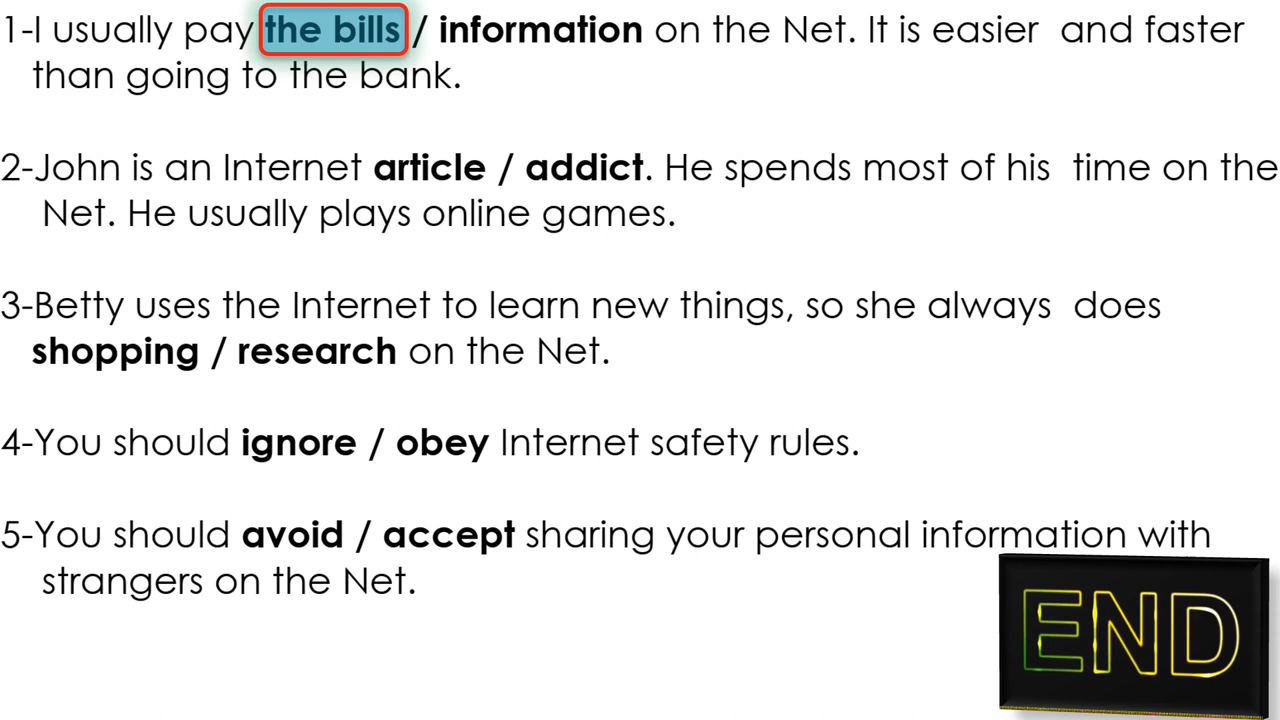 1-I usually pay the bills / information on the Net. It is easier and faster
than going to the bank.
2-John is an Internet article / addict. He spends most of his time on the
Net. He usually plays online games.
3-Betty uses the Internet to learn new things, so she always does
shopping / research on the Net.
4-You should ignore / obey Internet safety rules.
5-You should avoid / accept sharing your personal information with
strangers on the Net.
END